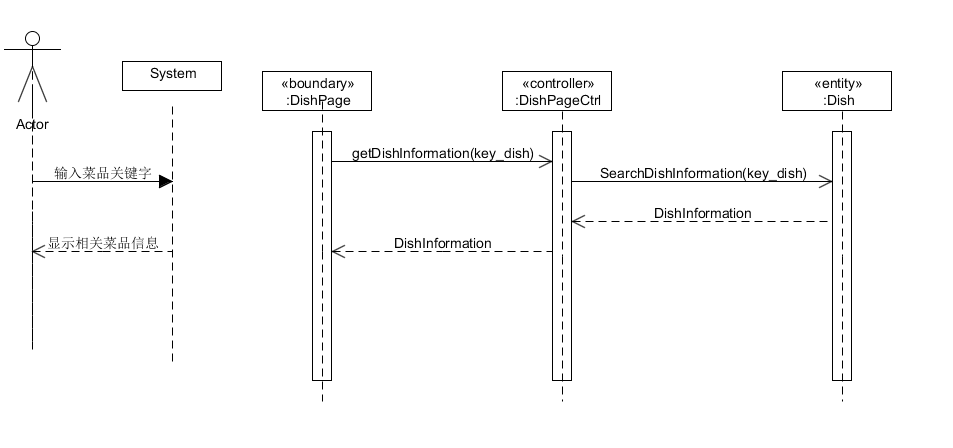 Actor
System
«boundary»
:DishPage
«controller»
:DishPageCtrl
«entity»
:Dish
getDishInformation(key_dish)
输入菜品关键字
SearchDishInformation(key_dish)
DishInformation
显示相关菜品信息
DishInformation